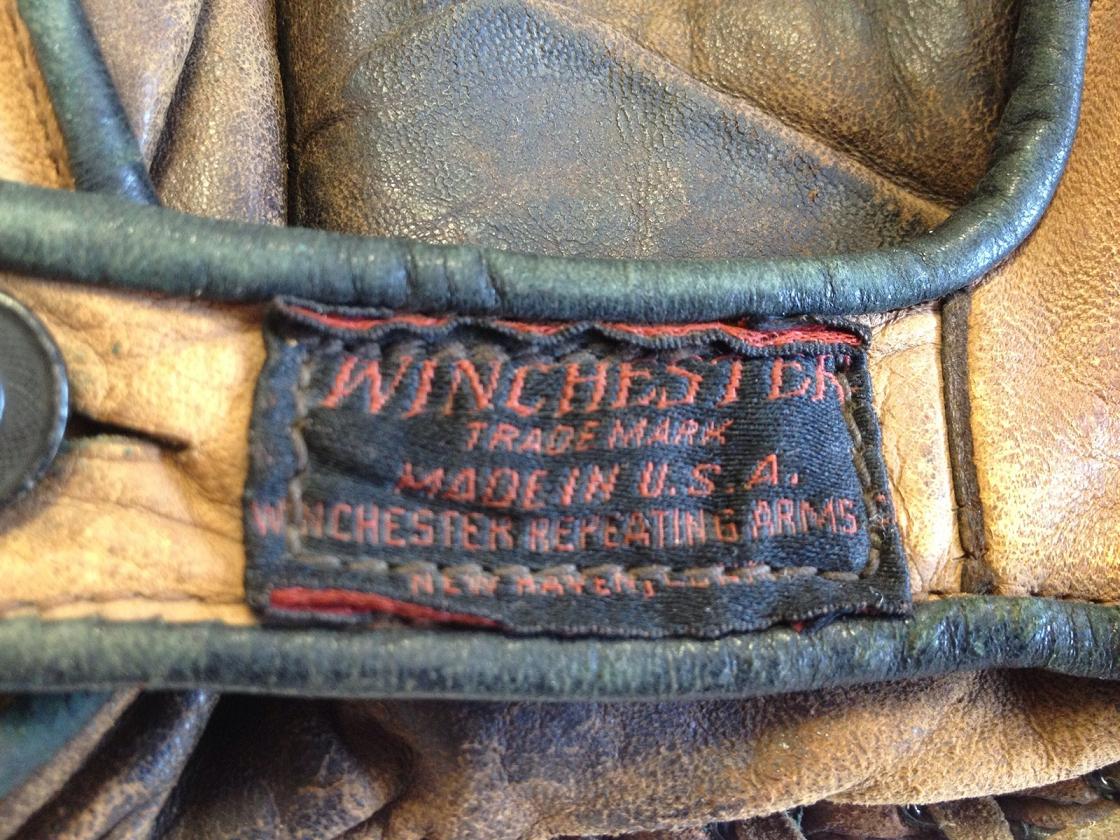 WINCHESTER
TRADE MARK
MADE IN U.S.A.
WINCHESTER REPEATING ARMS
NEW HAVEN,